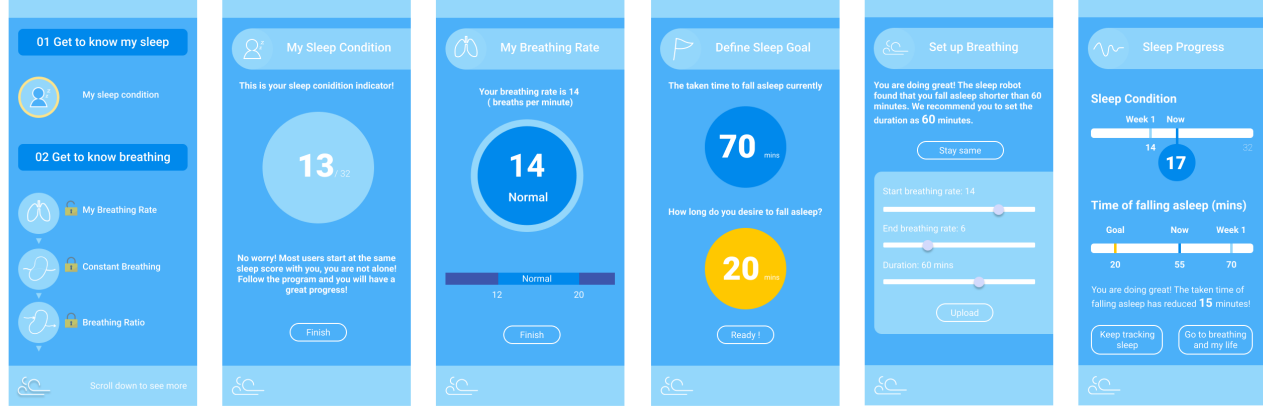 01 Get to know my sleep
My sleep condition
02 Get to know breathing
My Breathing Rate
Constant Breathing
Breathing Ratio
Scroll down to see more
My Sleep Condition
This is your sleep conidition indicator!
13 / 32
No worry! Most users start at the same
sleep score with you, you are not alone!
Follow the program and you will have a
great progress!
Finish
My Breathing Rate
Your breathing rate is 14
( breaths per minute)
14
Normal
Normal
12 20
Finish
Define Sleep Goal
The taken time to fall asleep currently
70 mins
How long do you desire to fall asleep?
20 mins
Ready !
Set up Breathing
You are doing great! The sleep robot
found that you fall asleep shorter than 60
minutes. We recommend you to set the
duration as 60 minutes.
Stay same
Start breathing rate: 14
End breathing rate: 6
Duration: 60 mins
Upload
Sleep Progress
Sleep Condition
Week 1 Now
14 32
17
Time of falling asleep (mins)
Goal Now Week 1
20 55 70
You are doing great! The taken time of
falling asleep has reduced 15 minutes!
Keep tracking
sleep
Go to breathing
and my life